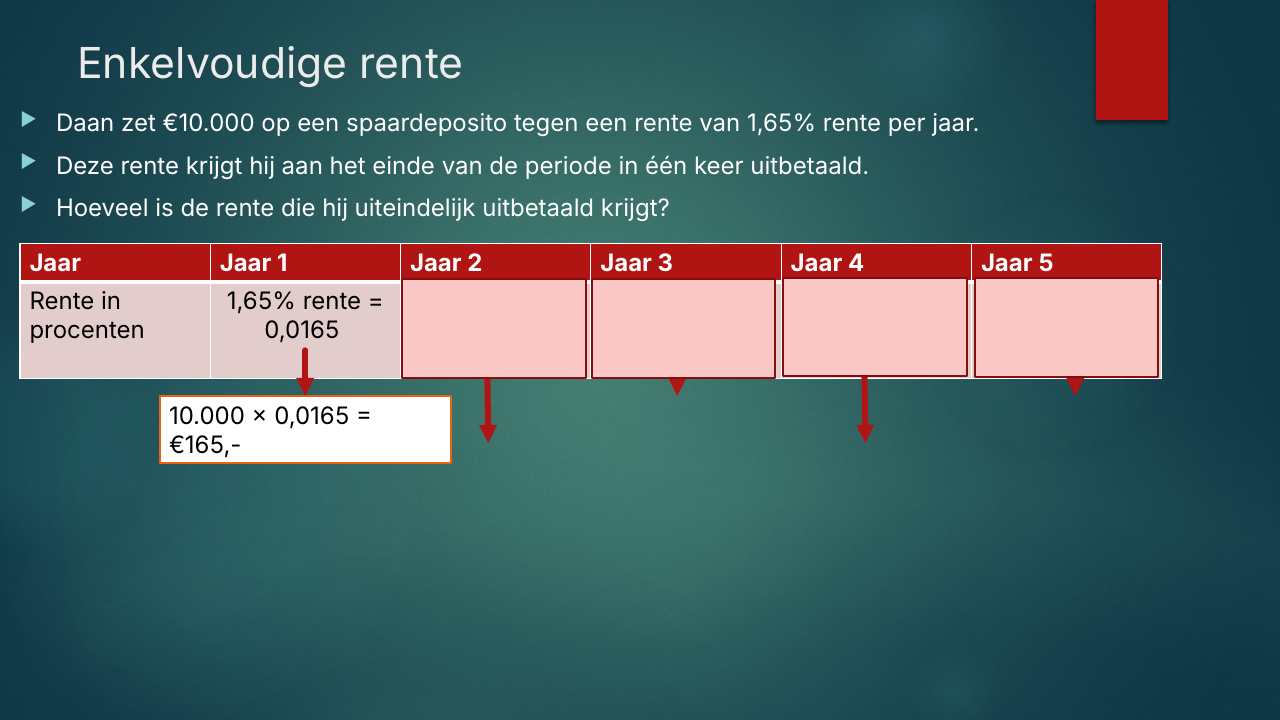 Enkelvoudige rente
Daan zet €10.000 op een spaardeposito tegen een rente van 1,65% rente per jaar.
Deze rente krijgt hij aan het einde van de periode in één keer uitbetaald.
Hoeveel is de rente die hij uiteindelijk uitbetaald krijgt?
Jaar Jaar 1 Jaar 2 Jaar 3 Jaar 4 Jaar 5
Rente in 1,65% rente =
procenten 0,0165
10.000 × 0,0165 =
€165,-